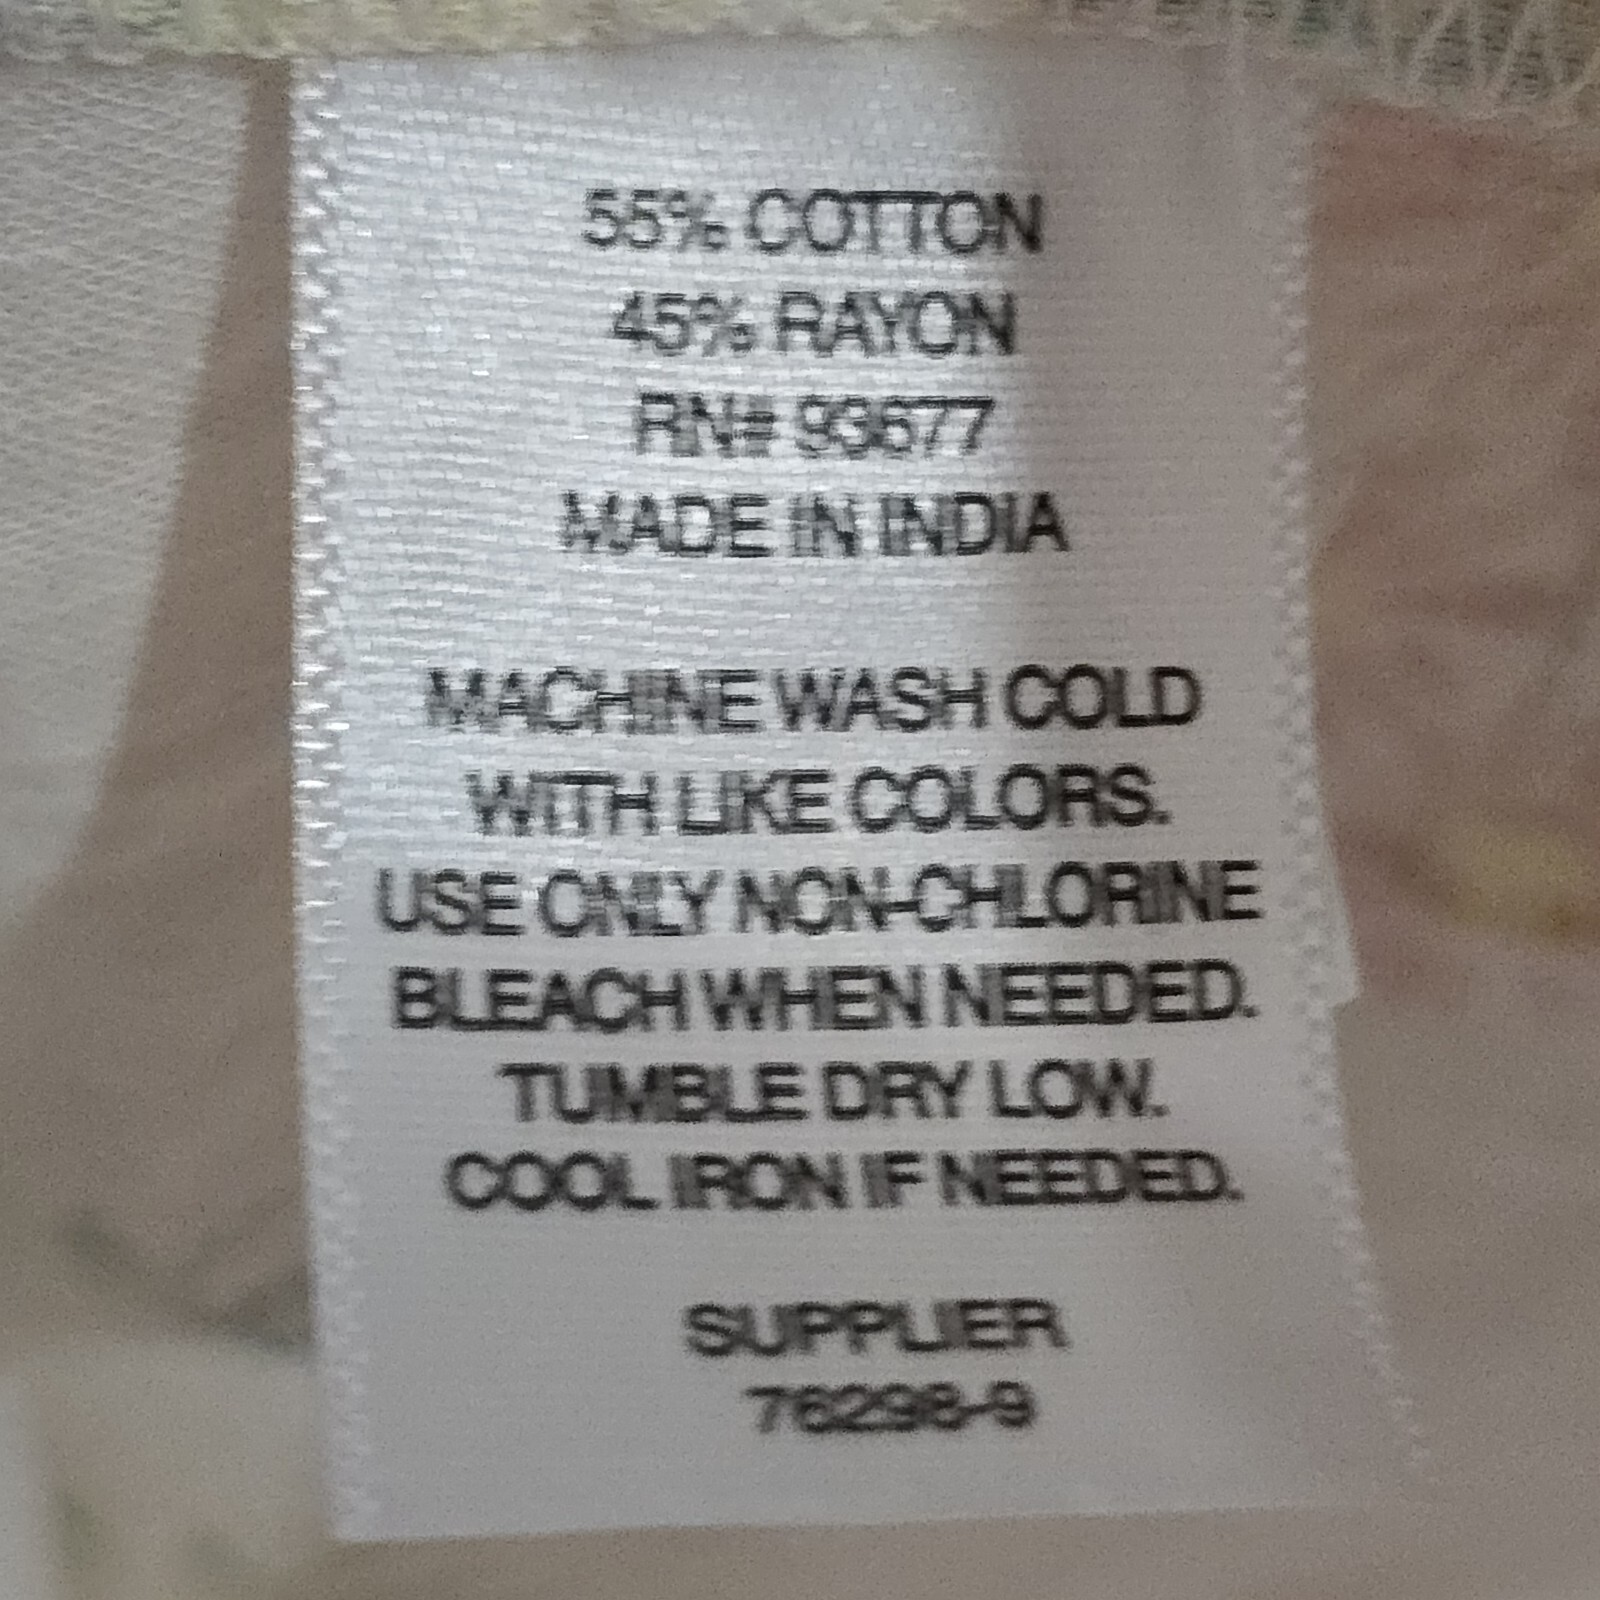 55% COTTON
45% RAYON
RN# 93677
MADE IN INDIA
MACHINE WASH COLD
WITH LIKE COLORS.
USE ONLY NON-CHLORINE
BLEACH WHEN NEEDED.
TUMBLE DRY LOW.
COOL IRON IF NEEDED.
SUPPLIER
76298-9